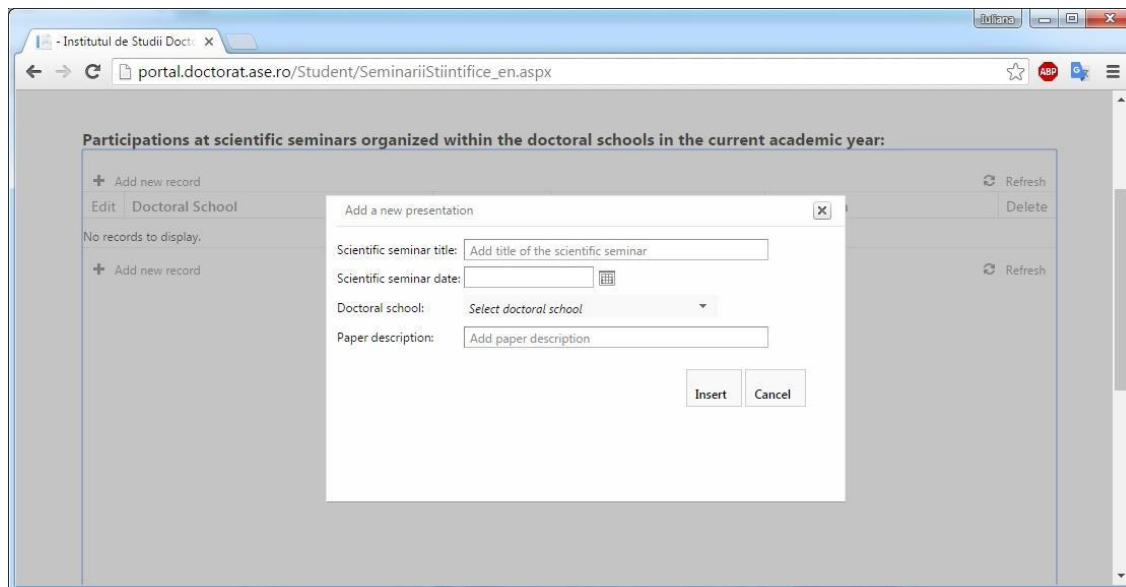 Iuliana
- Institutul de Studii Docto
portal.doctorat.ase.ro/Student/SeminariiStiintifice_en.aspx
ABP
Participations at scientific seminars organized within the doctoral schools in the current academic year:
Add new record Refresh
Edit Doctoral School Delete
No records to display.
Add new record Refresh
Add a new presentation
Scientific seminar title: Add title of the scientific seminar
Scientific seminar date:
Doctoral school: Select doctoral school
Paper description: Add paper description
Insert Cancel